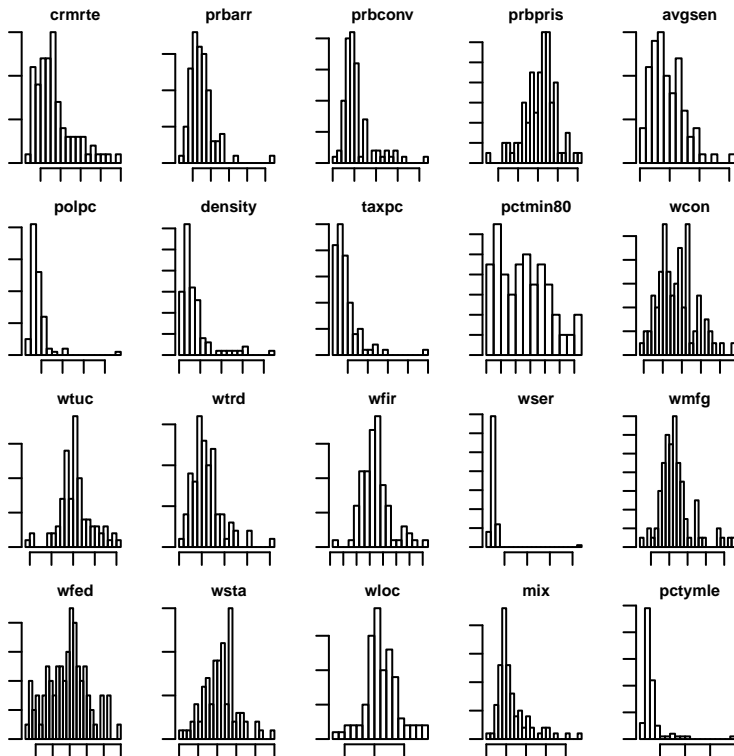 crmrte prbarr prbconv prbpris avgsen
polpc density taxpc pctmin80 wcon
wtuc wtrd wfir wser wmfg
wfed wsta wloc mix pctymle